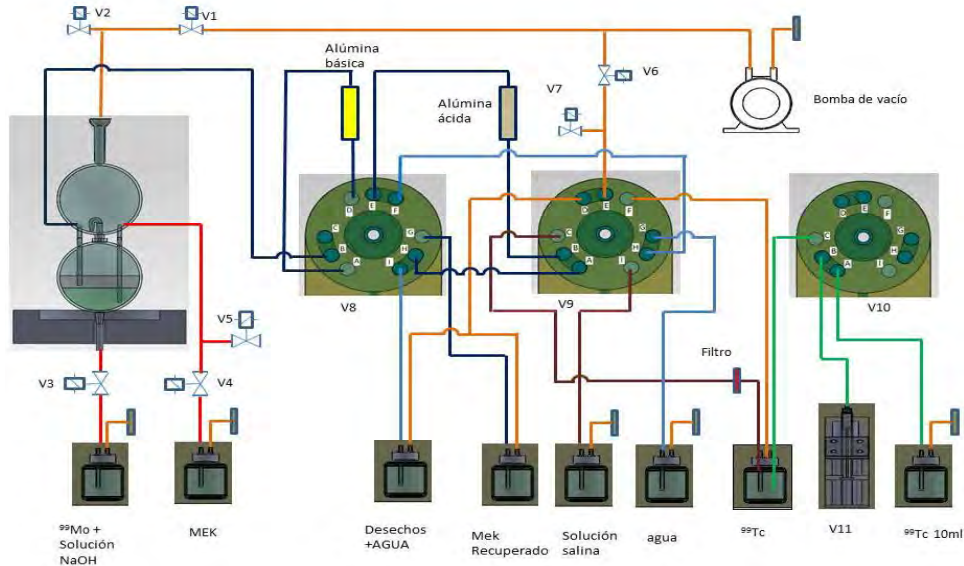 V2
V1
Alúmina
básica
V7
V6
Alúmina
ácida
Bomba de vacío
D
E
F
C
G
B
H
A
I
V8
D
E
F
C
G
B
H
A
I
V9
D
E
F
C
G
B
H
A
I
V10
V5
V3
V4
Filtro
⁹⁹Mo +
Solución
NaOH
MEK
Desechos
+AGUA
Mek
Recuperado
Solución
salina
agua
⁹⁹Tc
V11
⁹⁹Tc 10ml